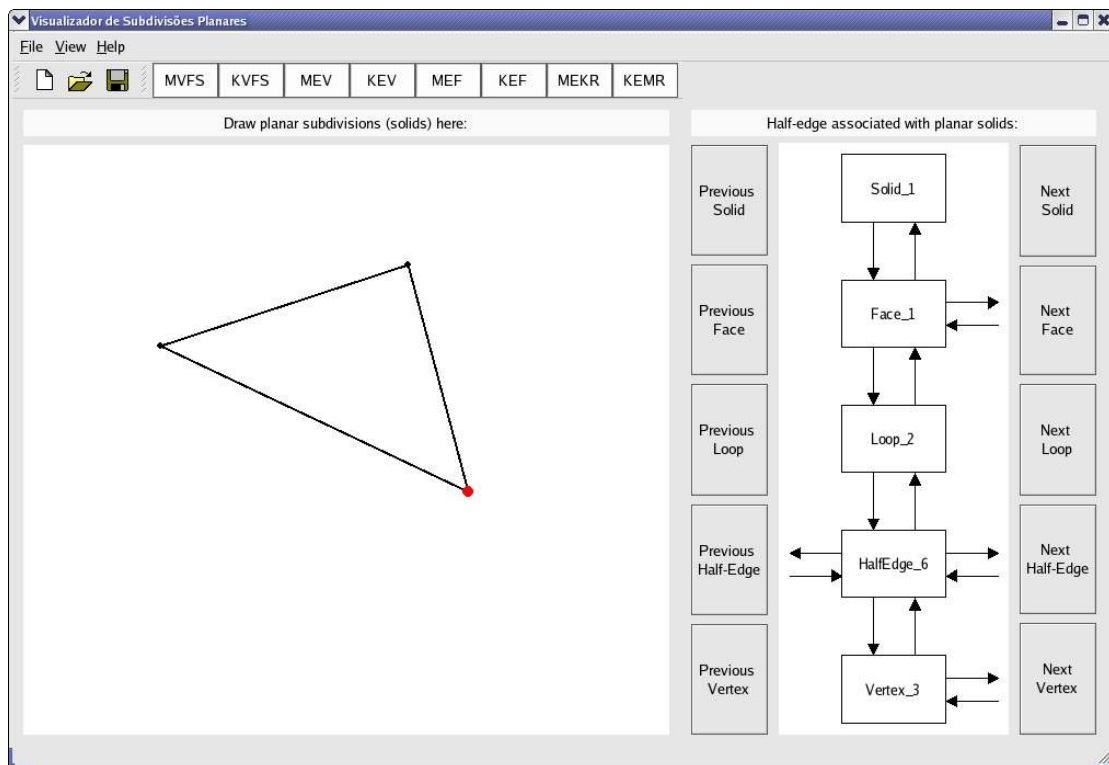 Visualizador de Subdivisões Planares
File View Help
MVFS KVFS MEV KEV MEF KEF MEKR KEMR
Draw planar subdivisions (solids) here:
Half-edge associated with planar solids:
Previous
Solid
Solid_1
Next
Solid
Previous
Face
Face_1
Next
Face
Previous
Loop
Loop_2
Next
Loop
Previous
Half-Edge
HalfEdge_6
Next
Half-Edge
Previous
Vertex
Vertex_3
Next
Vertex